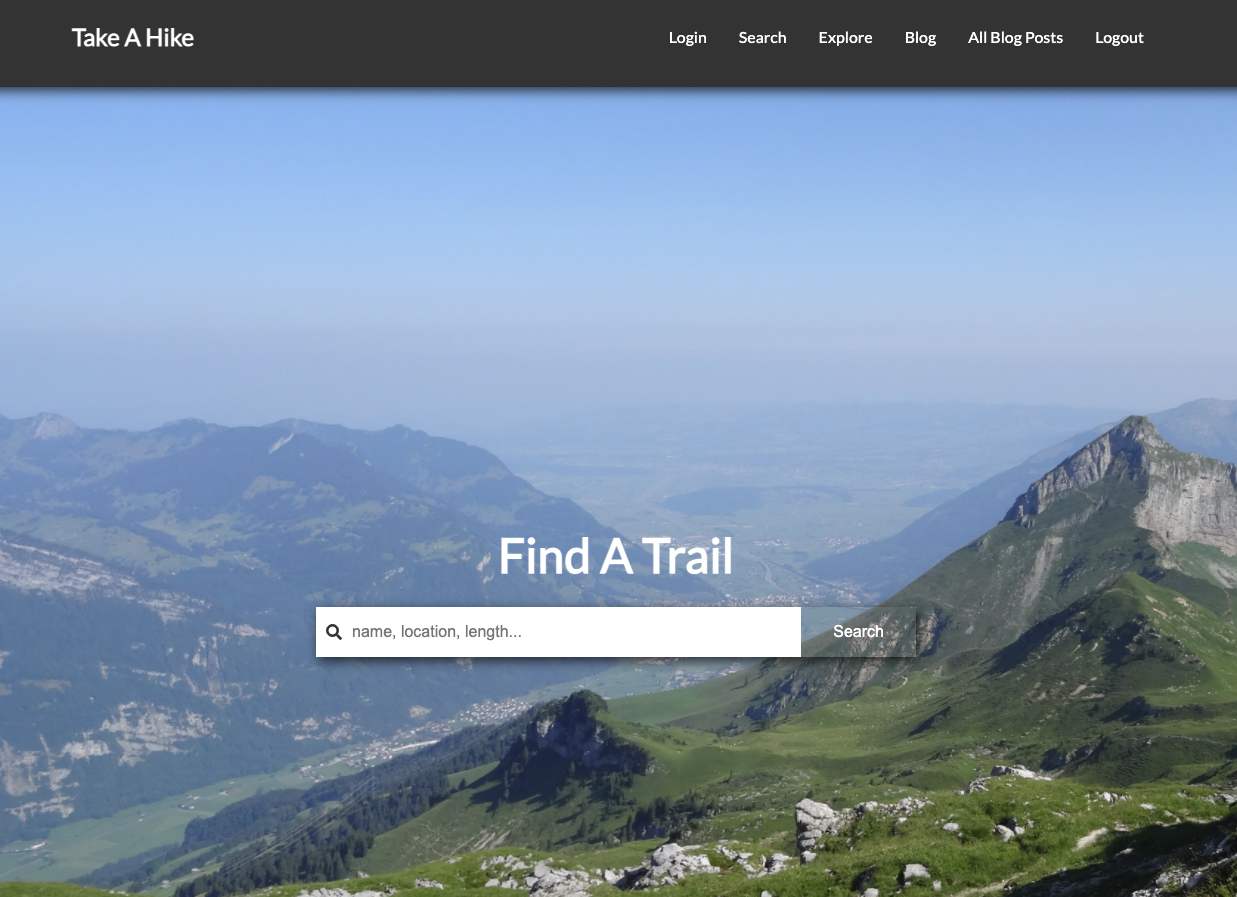 Take A Hike
Login Search Explore Blog All Blog Posts Logout
Find A Trail
name, location, length...
Search